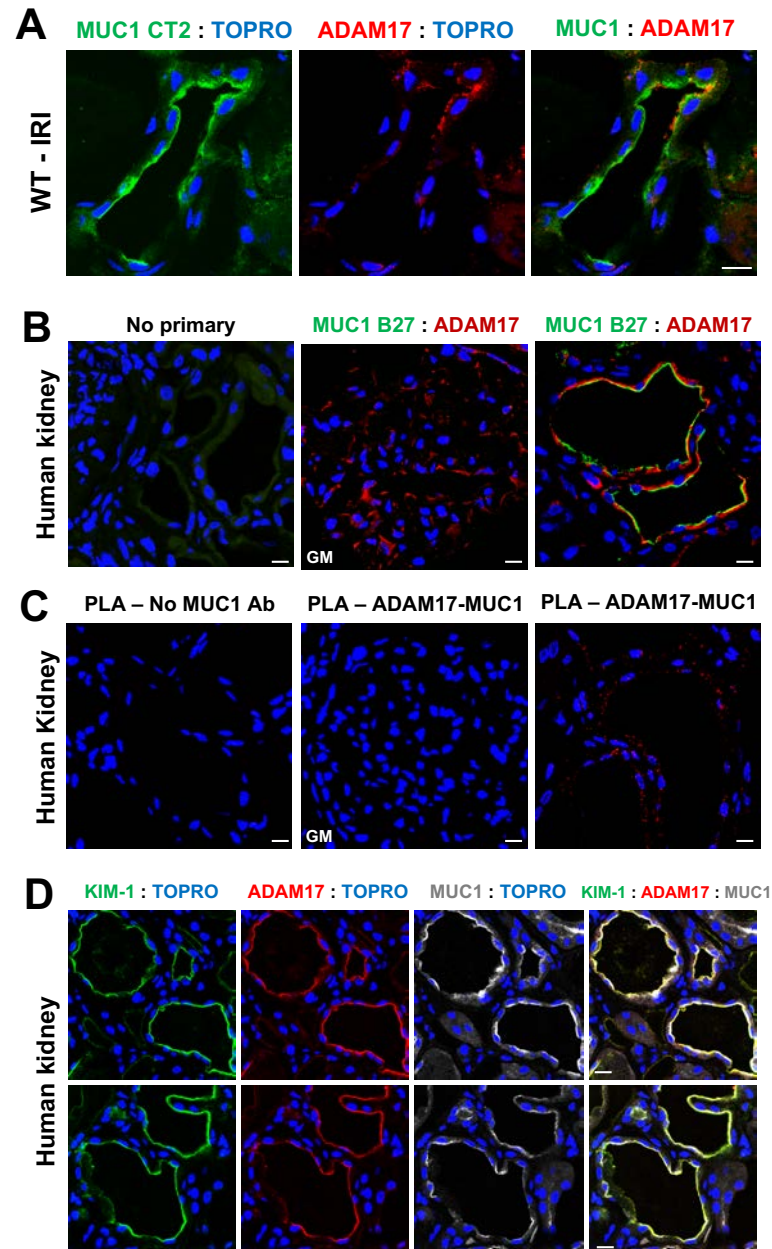 A
MUC1 CT2 : TOPRO
ADAM17 : TOPRO
MUC1 : ADAM17
WT - IRI
B
No primary
MUC1 B27 : ADAM17
MUC1 B27 : ADAM17
Human kidney
GM
C
PLA – No MUC1 Ab
PLA – ADAM17-MUC1
PLA – ADAM17-MUC1
Human Kidney
GM
D
KIM-1 : TOPRO
ADAM17 : TOPRO
MUC1 : TOPRO
KIM-1 : ADAM17 : MUC1
Human kidney